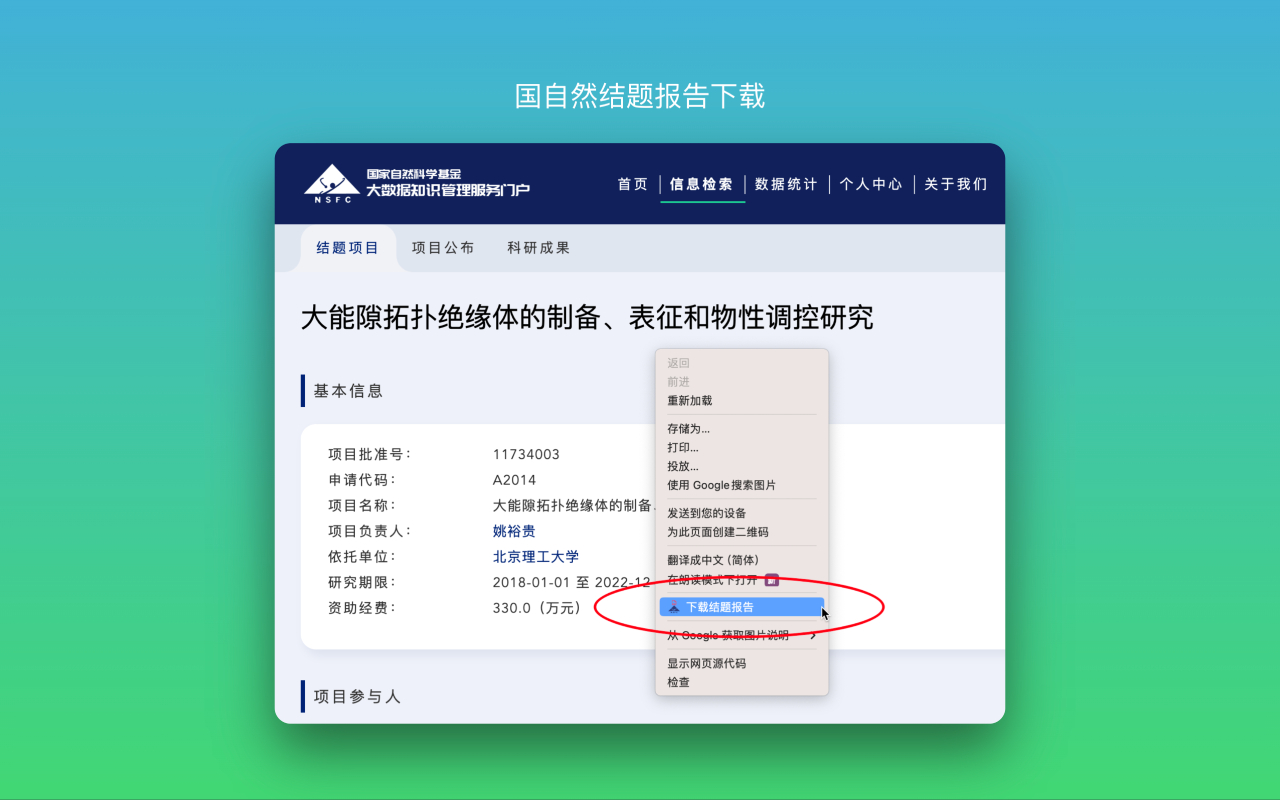 国自然结题报告下载
国家自然科学基金
大数据知识管理服务门户
NSFC
首页 信息检索 数据统计 个人中心 关于我们
结题项目 项目公布 科研成果
大能隙拓扑绝缘体的制备、表征和物性调控研究
基本信息
项目批准号: 11734003
申请代码: A2014
项目名称: 大能隙拓扑绝缘体的制备
项目负责人: 姚裕贵
依托单位: 北京理工大学
研究期限: 2018-01-01 至 2022-12
资助经费: 330.0（万元）
项目参与人
返回
前进
重新加载
存储为...
打印...
投放...
使用 Google搜索图片
发送到您的设备
为此页面创建二维码
翻译成中文 (简体)
在朗读模式下打开 新
下载结题报告
从 Google 获取图片说明
显示网页源代码
检查